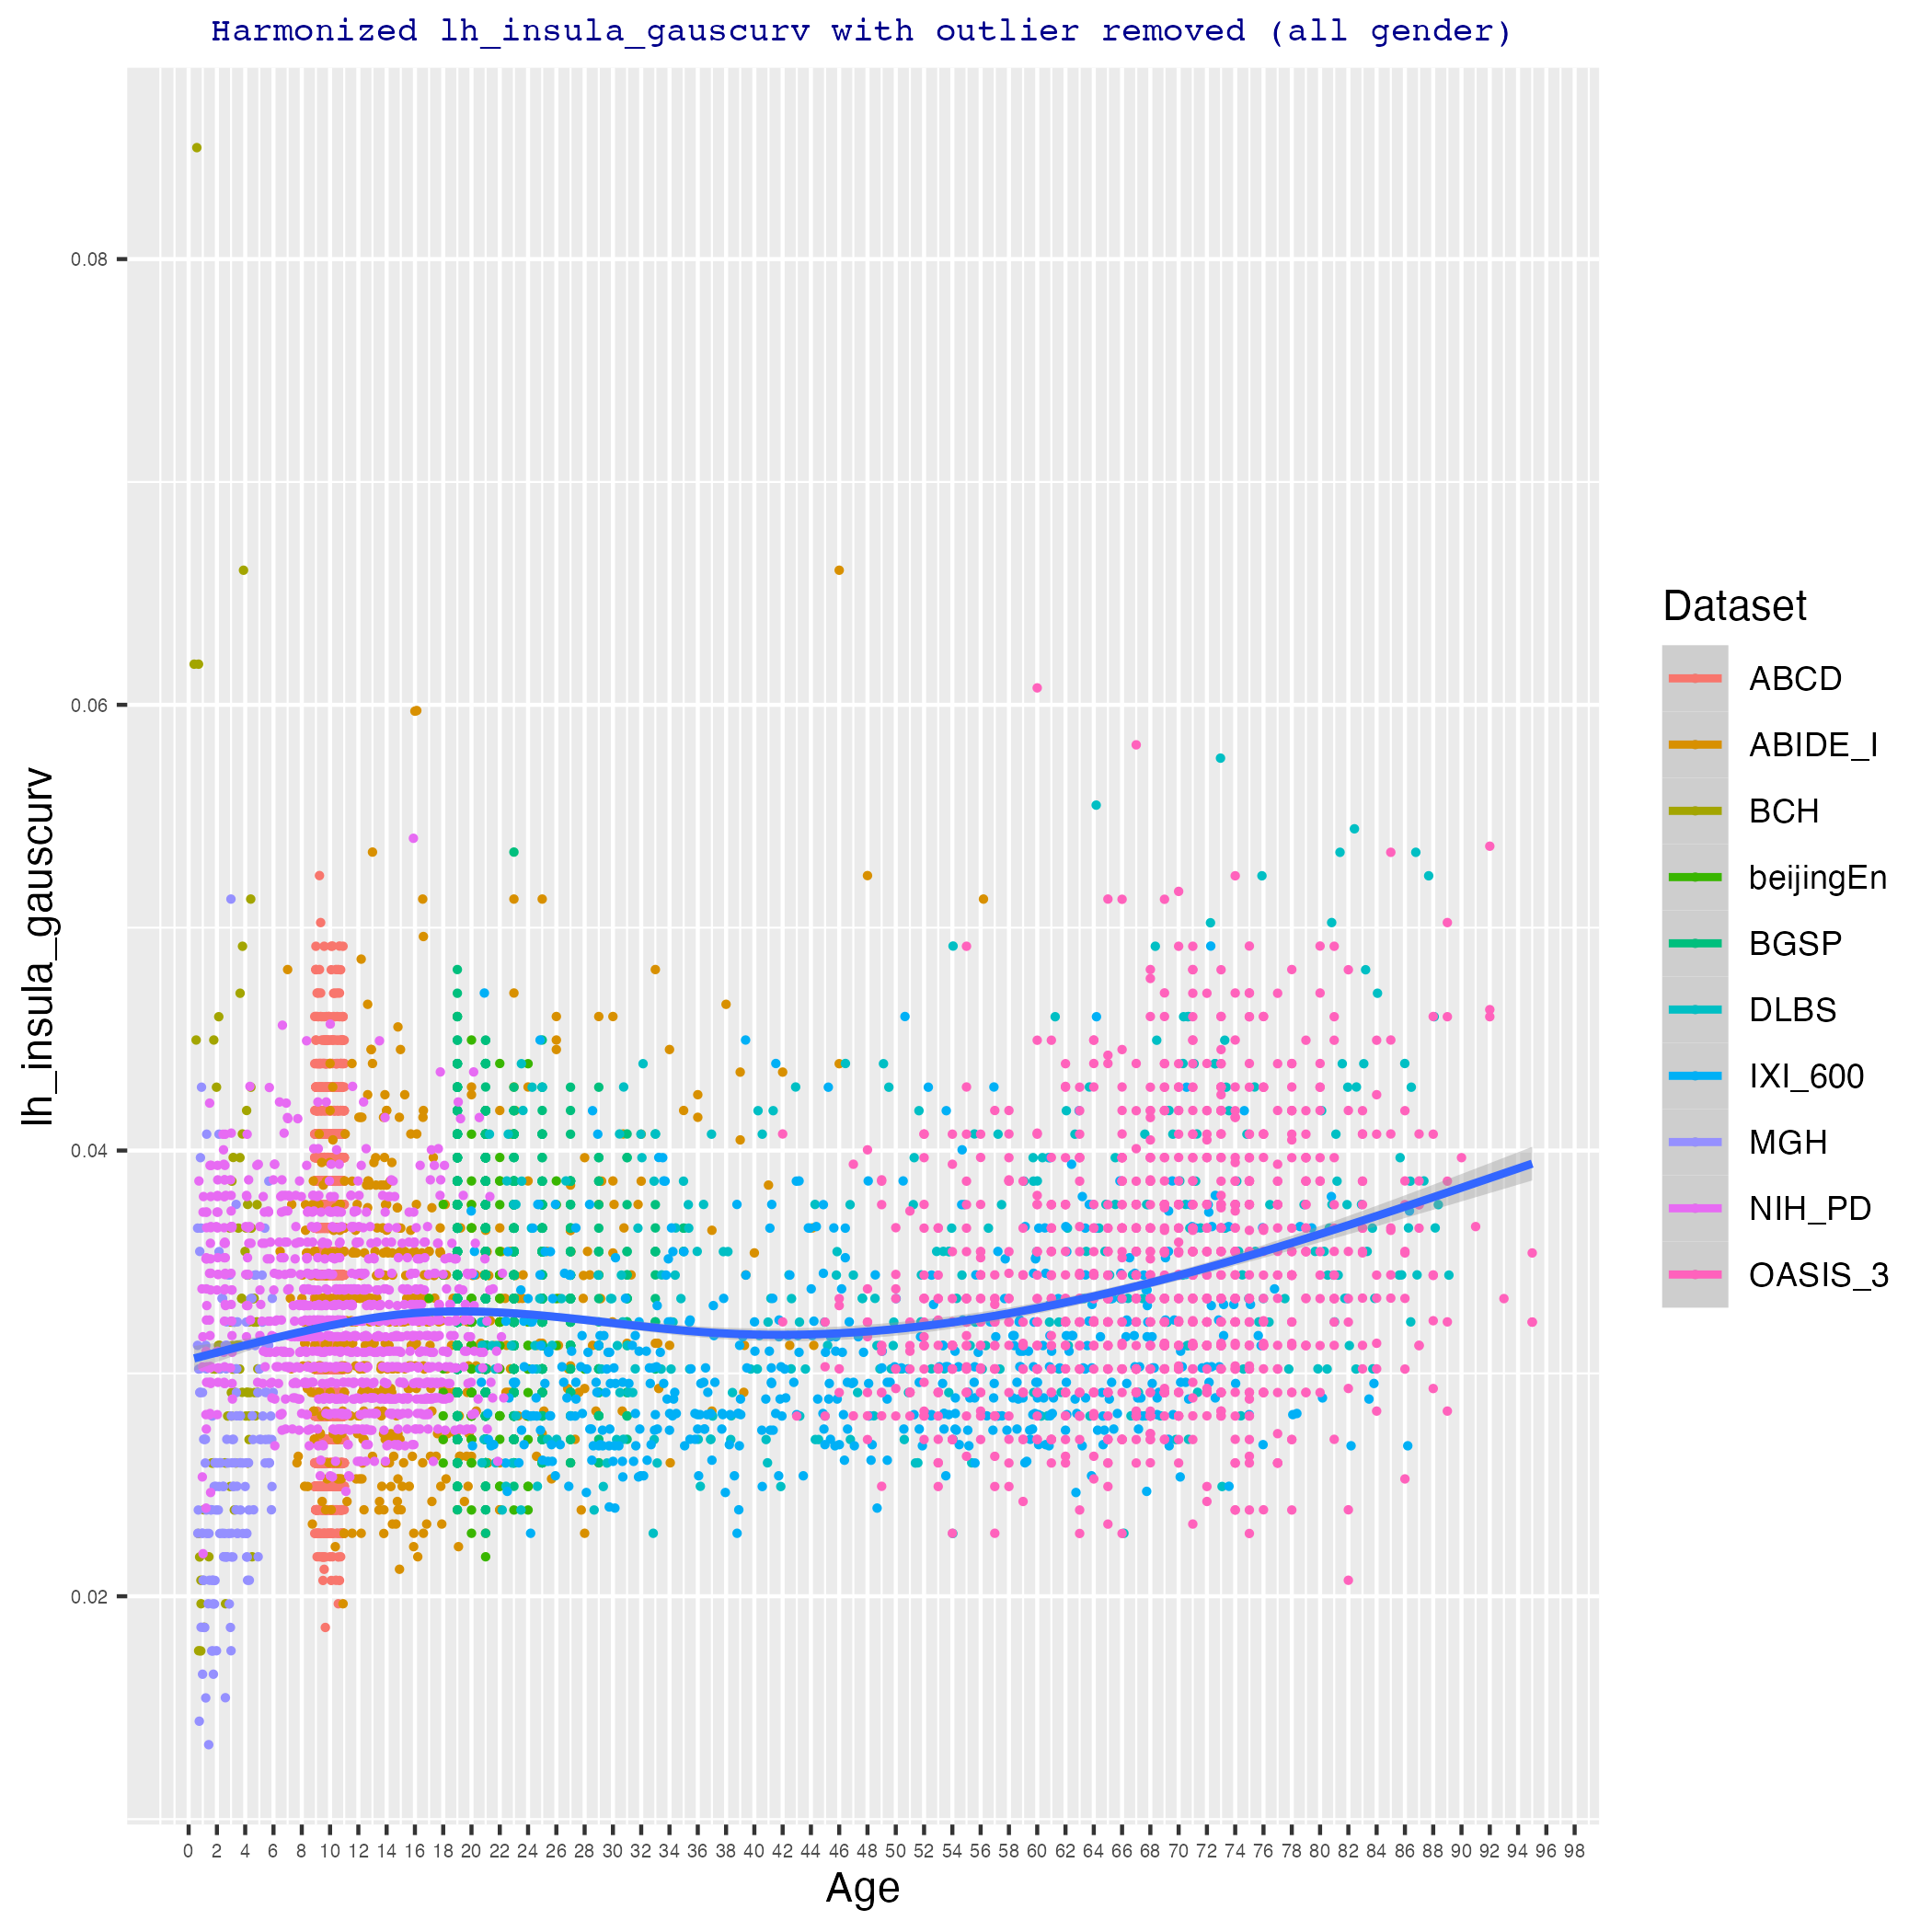 Harmonized lh_insula_gauscurv with outlier removed (all gender)
lh_insula_gauscurv
0.08
0.06
0.04
0.02
0 2 4 6 8 10 12 14 16 18 20 22 24 26 28 30 32 34 36 38 40 42 44 46 48 50 52 54 56 58 60 62 64 66 68 70 72 74 76 78 80 82 84 86 88 90 92 94 96 98
Age
Dataset
ABCD
ABIDE_I
BCH
beijingEn
BGSP
DLBS
IXI_600
MGH
NIH_PD
OASIS_3